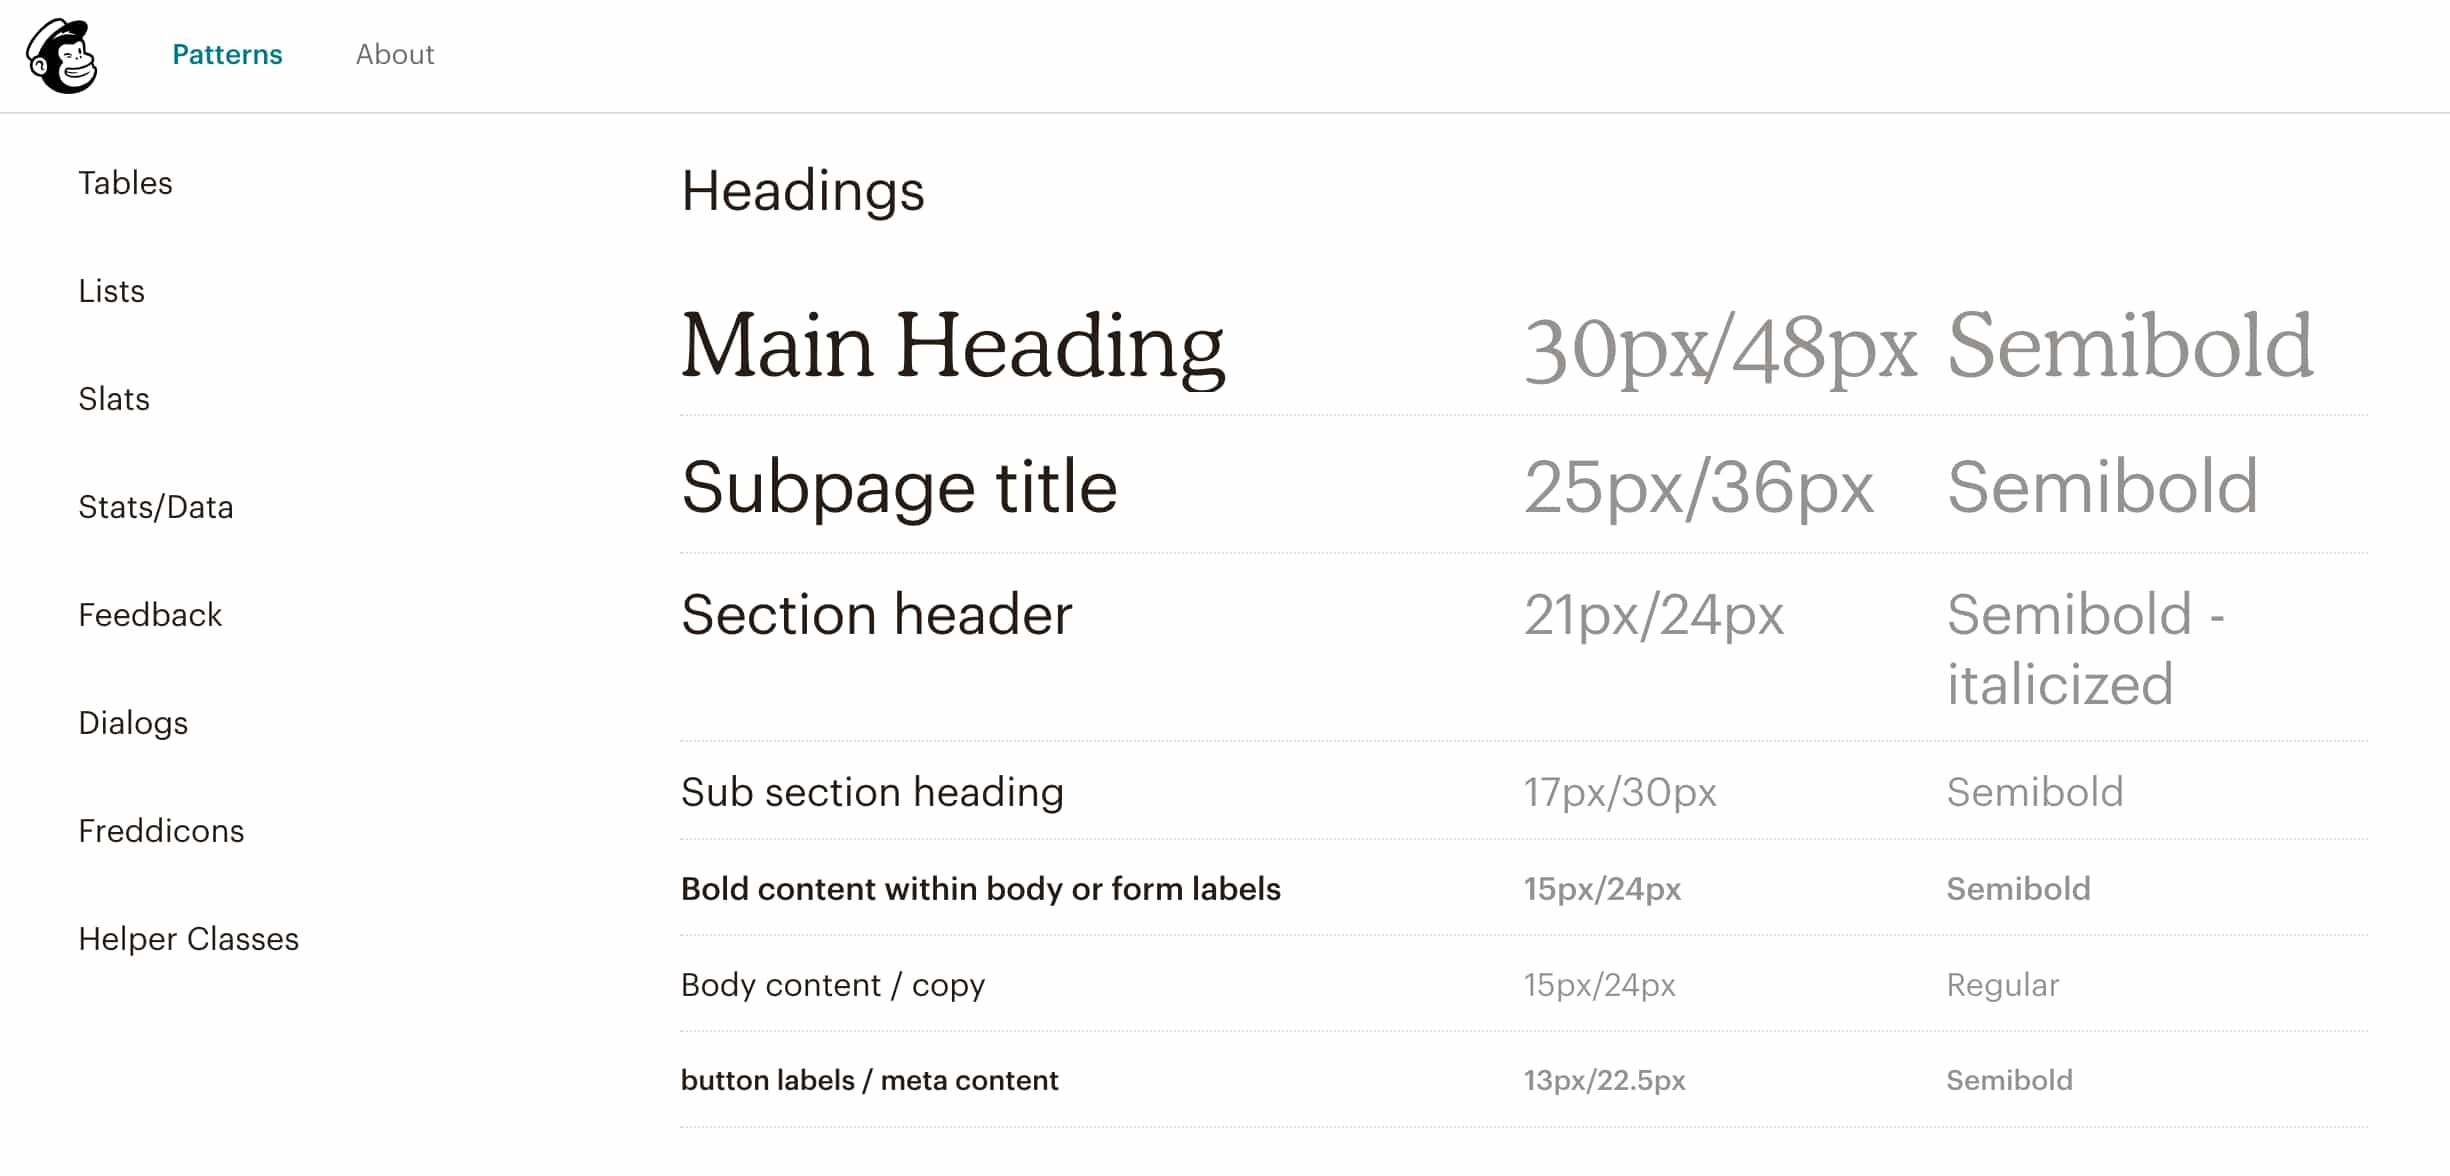 Patterns About
Tables
Lists
Slats
Stats/Data
Feedback
Dialogs
Freddicons
Helper Classes
Headings
Main Heading 30px/48px Semibold
Subpage title 25px/36px Semibold
Section header 21px/24px Semibold -
italicized
Sub section heading 17px/30px Semibold
Bold content within body or form labels 15px/24px Semibold
Body content / copy 15px/24px Regular
button labels / meta content 13px/22.5px Semibold